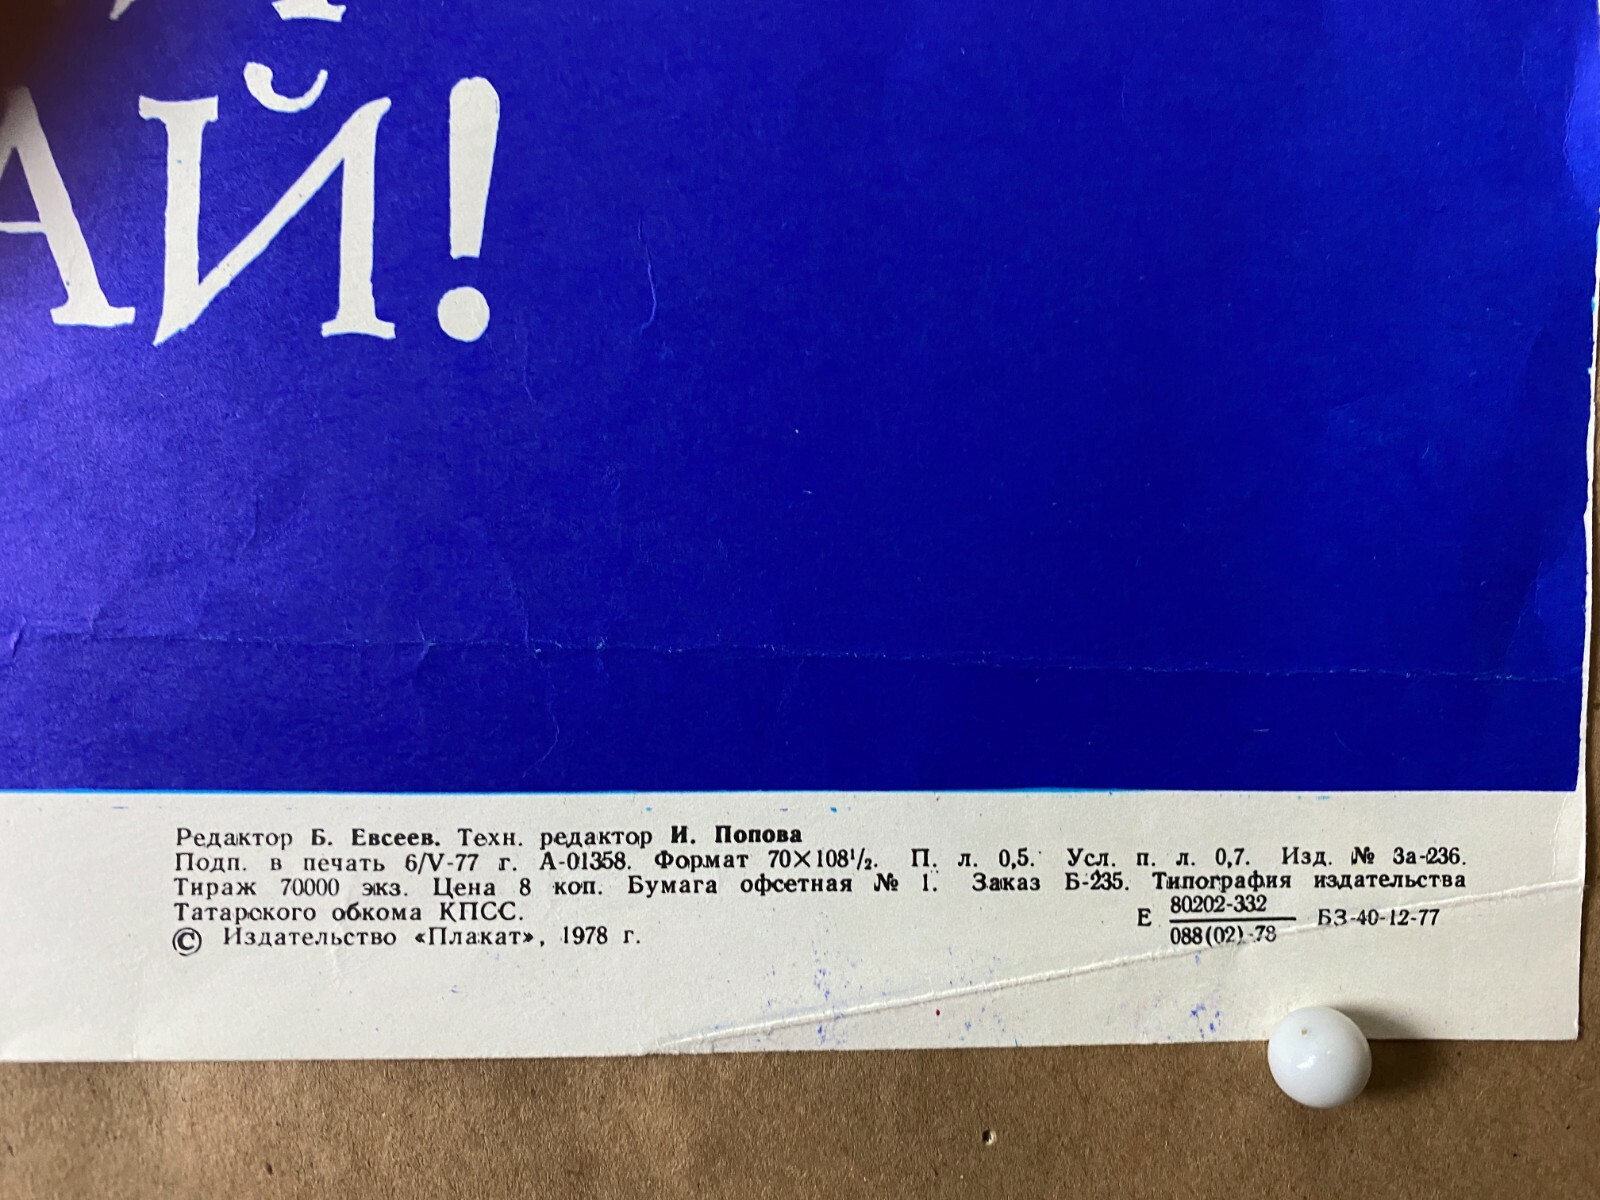 АЙ!
Редактор Б. Евсеев. Техн. редактор И. Попова
Подп. в печать 6/V-77 г. А-01358. Формат 70×108¹/₂. П. л. 0,5. Усл. п. л. 0,7. Изд. № 3а-236.
Тираж 70000 экз. Цена 8 коп. Бумага офсетная № 1. Заказ Б-235. Типография издательства
Татарского обкома КПСС.
Е 80202-332 / 088(02)-78 БЗ-40-12-77
© Издательство «Плакат», 1978 г.